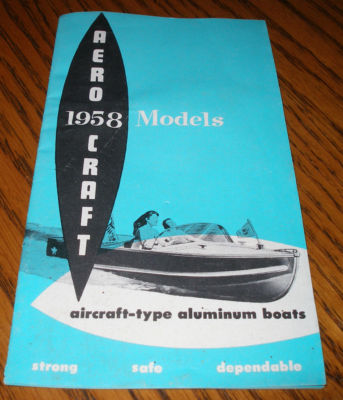 AERO CRAFT
1958 Models
aircraft-type aluminum boats
strong safe dependable